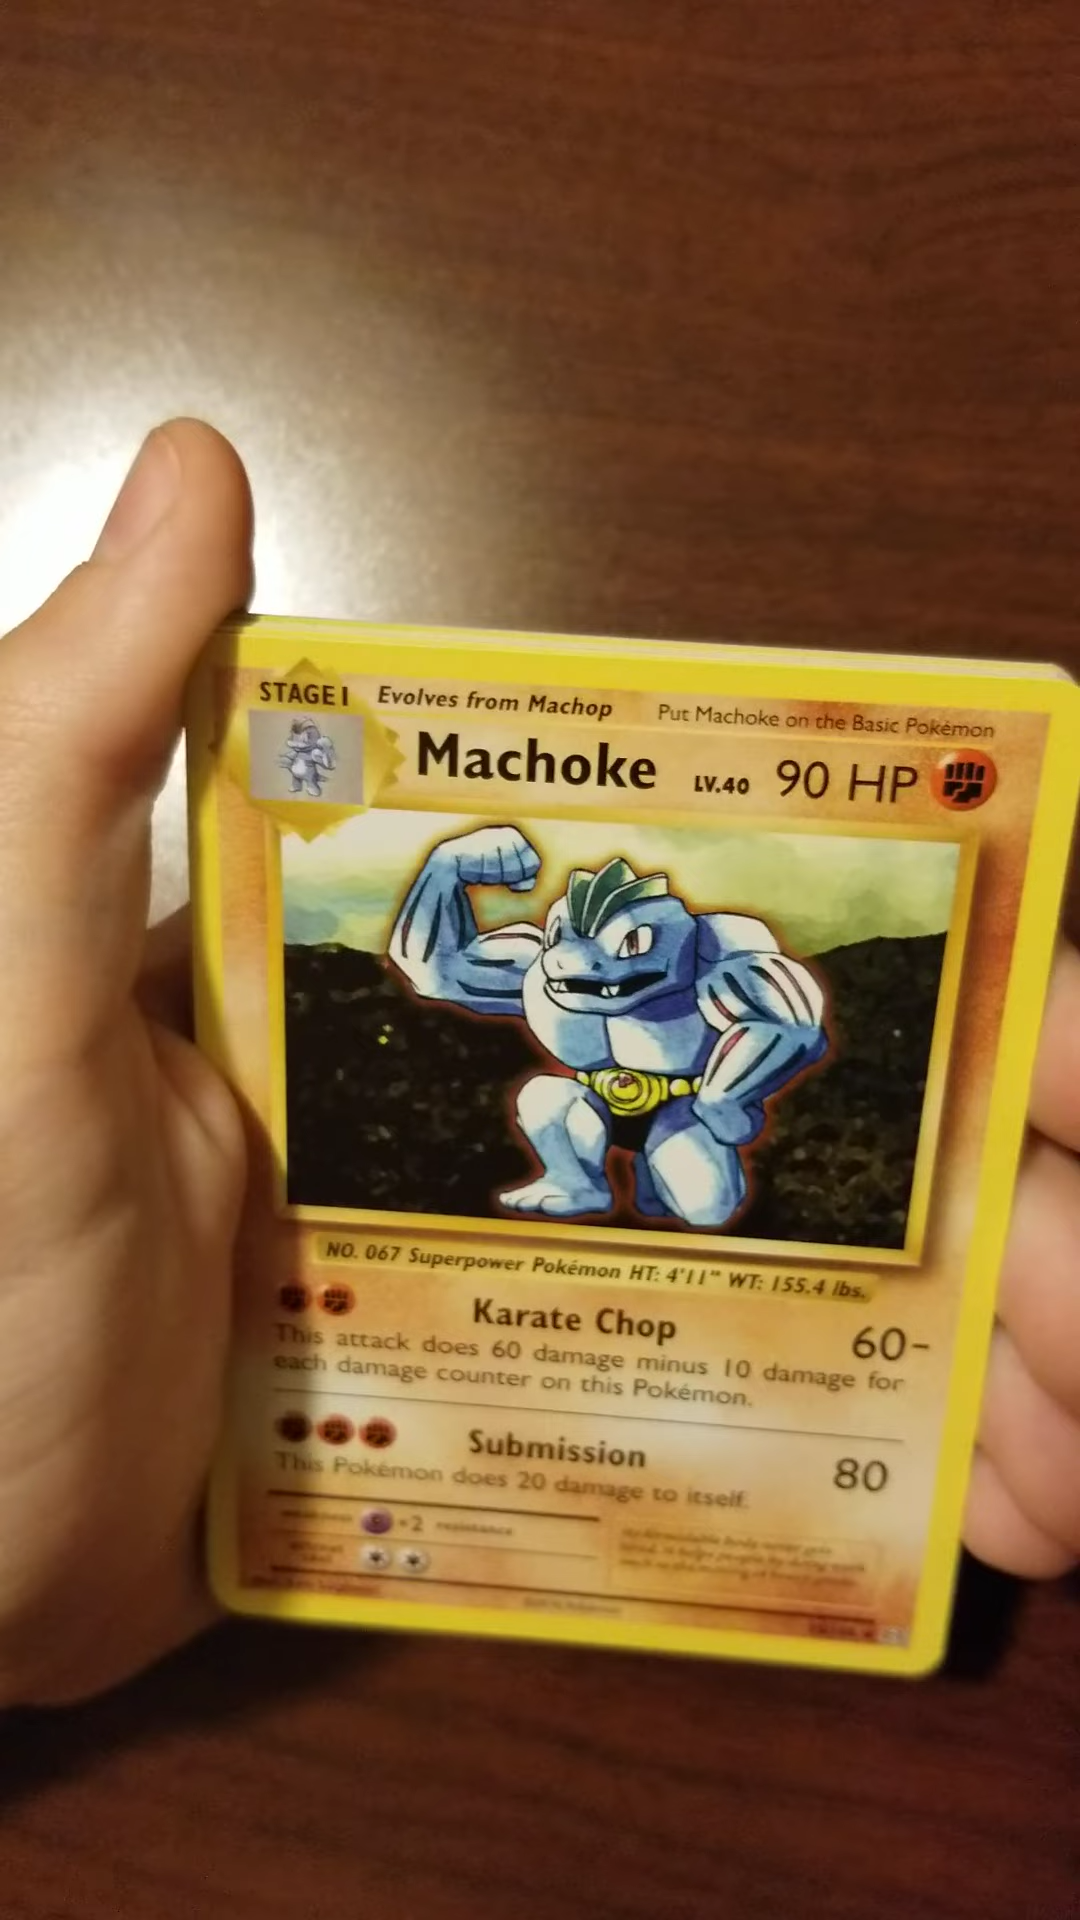 STAGE 1 Evolves from Machop Put Machoke on the Basic Pokémon
Machoke LV.40 90 HP
NO. 067 Superpower Pokémon HT: 4'11" WT: 155.4 lbs.
Karate Chop 60-
This attack does 60 damage minus 10 damage for
each damage counter on this Pokémon.
Submission 80
This Pokémon does 20 damage to itself.
weakness ×2 resistance